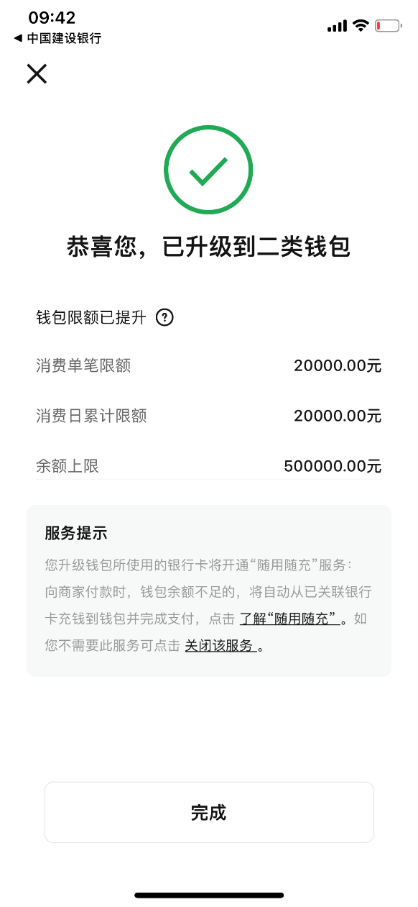 09:42
◀ 中国建设银行
恭喜您，已升级到二类钱包
钱包限额已提升 ?
消费单笔限额 20000.00元
消费日累计限额 20000.00元
余额上限 500000.00元
服务提示
您升级钱包所使用的银行卡将开通“随用随充”服务：
向商家付款时，钱包余额不足的，将自动从已关联银行
卡充钱到钱包并完成支付，点击 了解“随用随充” 。如
您不需要此服务可点击 关闭该服务 。
完成